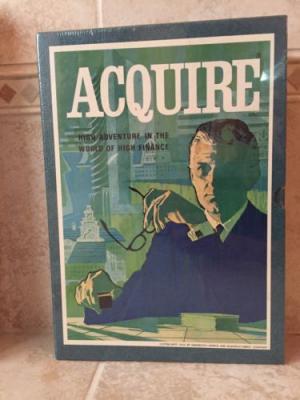 ACQUIRE
HIGH ADVENTURE IN THE
WORLD OF HIGH FINANCE